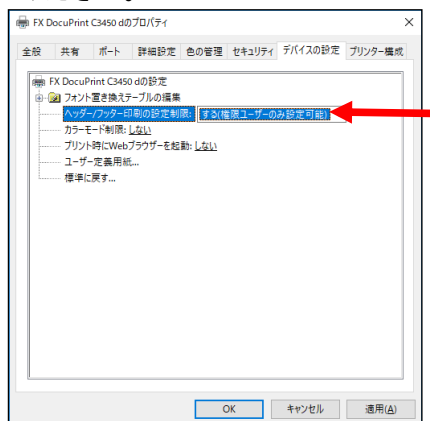 FX DocuPrint C3450 dのプロパティ
全般 共有 ポート 詳細設定 色の管理 セキュリティ デバイスの設定 プリンター構成
FX DocuPrint C3450 dの設定
フォント置き換えテーブルの編集
ヘッダー/フッター印刷の設定制限: する(権限ユーザーのみ設定可能)
カラーモード制限: しない
プリント時にWebブラウザーを起動: しない
ユーザー定義用紙...
標準に戻す...
OK キャンセル 適用(A)